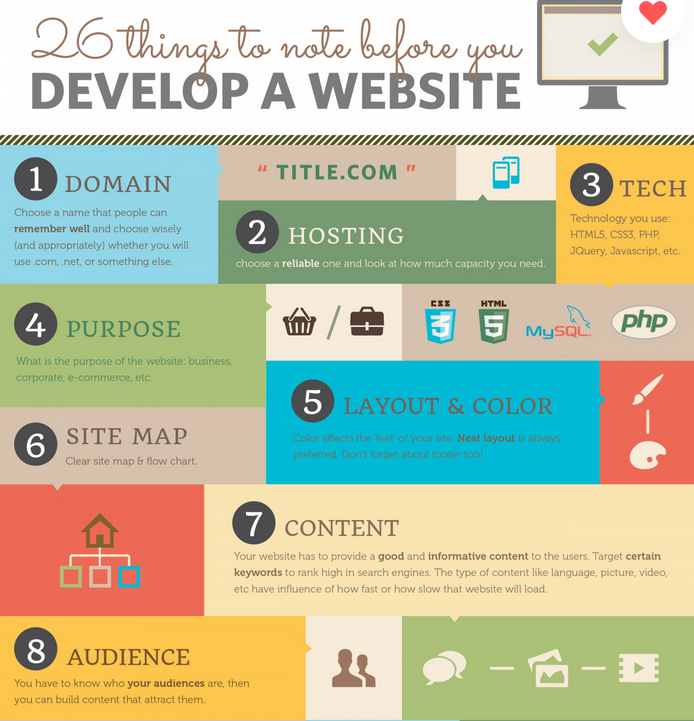 26 things to note before you
DEVELOP A WEBSITE
1 DOMAIN
Choose a name that people can
remember well and choose wisely
(and appropriately) whether you will
use .com, .net, or something else.
“ TITLE.COM ”
2 HOSTING
choose a reliable one and look at how much capacity you need.
3 TECH
Technology you use:
HTML5, CSS3, PHP,
JQuery, Javascript, etc.
4 PURPOSE
What is the purpose of the website: business,
corporate, e-commerce, etc.
/
CSS
3
HTML
5
MySQL
php
5 LAYOUT & COLOR
Color affects the 'feel' of your site. Neat layout is always
preferred. Don't forget about footer too!
6 SITE MAP
Clear site map & flow chart.
7 CONTENT
Your website has to provide a good and informative content to the users. Target certain
keywords to rank high in search engines. The type of content like language, picture, video,
etc have influence of how fast or how slow that website will load.
8 AUDIENCE
You have to know who your audiences are, then
you can build content that attract them.